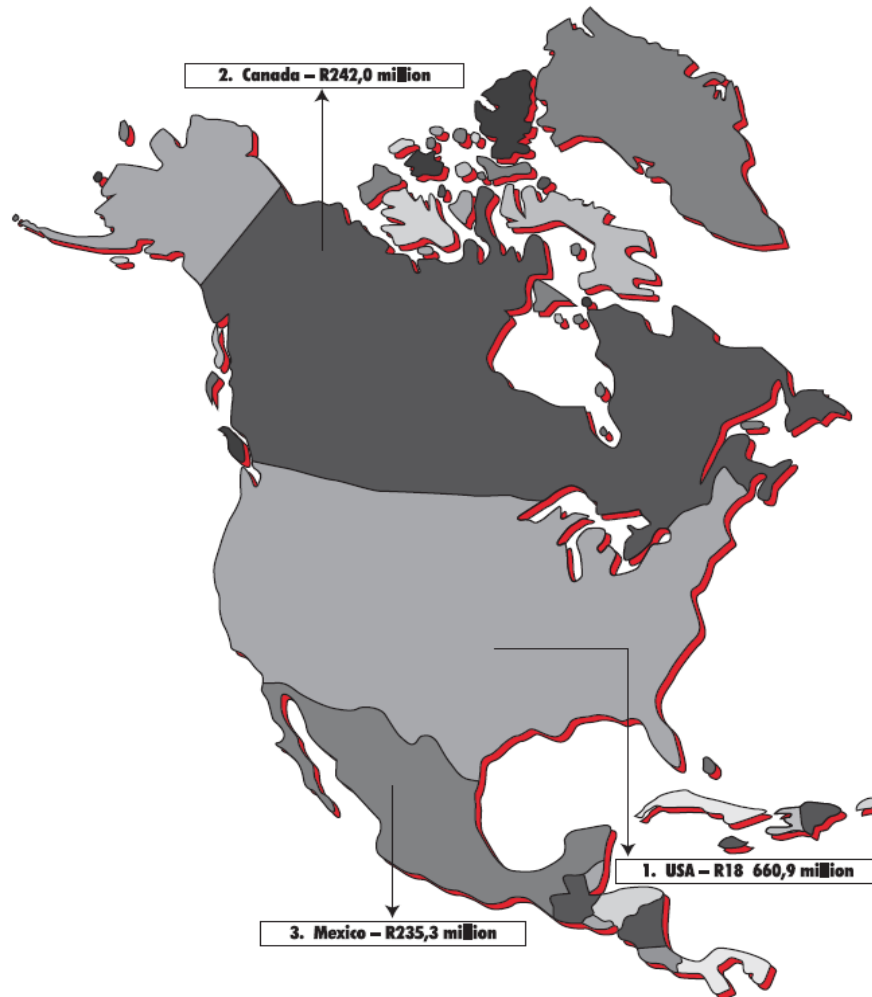 2. Canada – R242,0 million
1. USA – R18 660,9 million
3. Mexico – R235,3 million